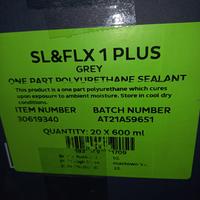 SL&FLX 1 PLUS
GREY
ONE PART POLYURETHANE SEALANT
This product is a one part polyurethane which cures
upon exposure to ambient moisture. Store in cool dry
conditions.
ITEM NUMBER BATCH NUMBER
30619340 AT21A59651
QUANTITY: 20 X 600 ml